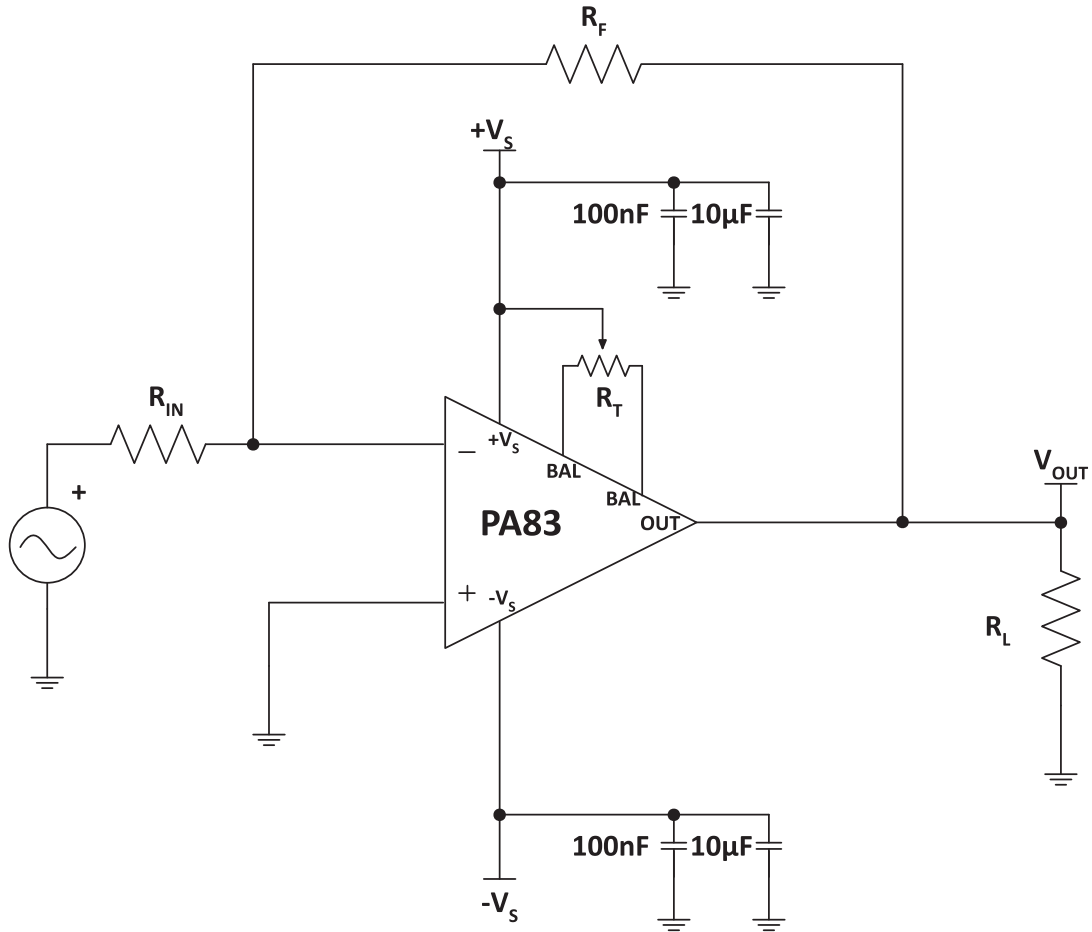 R_F
+V_S
100nF 10µF
R_IN
R_T
− +V_S
BAL
BAL
+
PA83
OUT
V_OUT
+ -V_S
R_L
100nF 10µF
-V_S